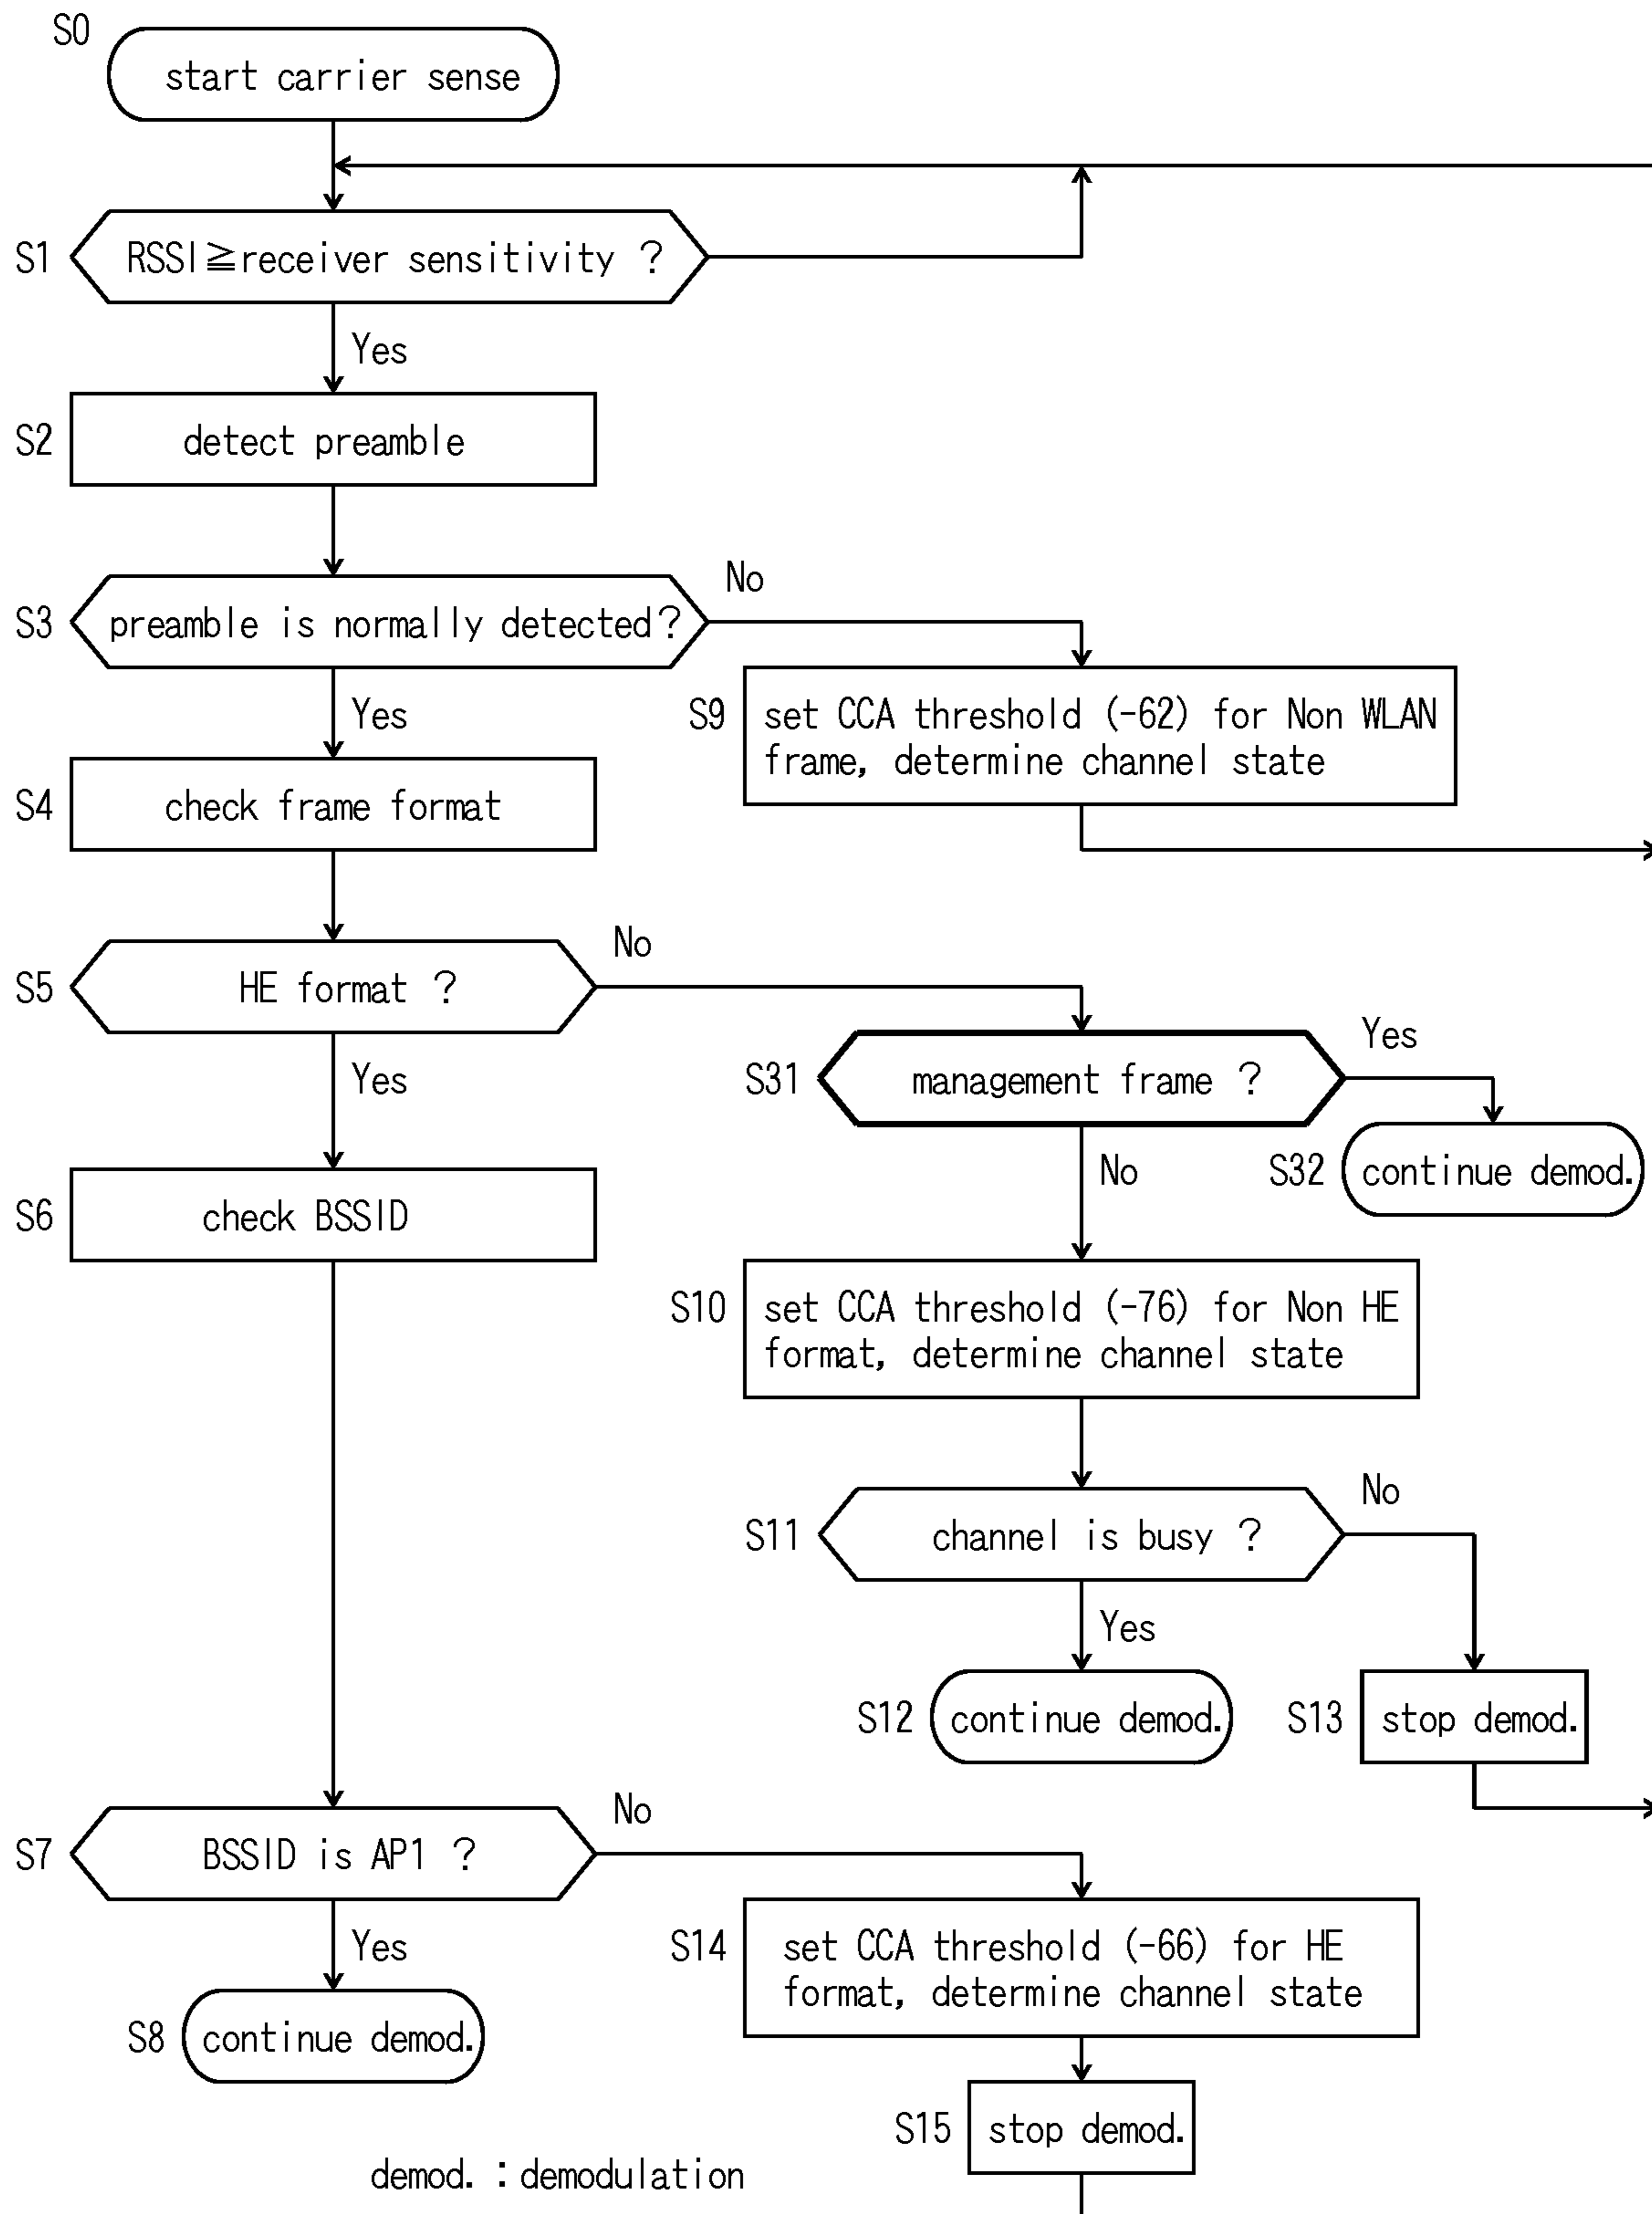 S0
start carrier sense
S1
RSSI≧receiver sensitivity ?
Yes
S2
detect preamble
No
S3
preamble is normally detected?
Yes
S9
set CCA threshold (-62) for Non WLAN
frame, determine channel state
S4
check frame format
No
S5
HE format ?
Yes
Yes
S31
management frame ?
No
S32
continue demod.
S6
check BSSID
S10
set CCA threshold (-76) for Non HE
format, determine channel state
No
S11
channel is busy ?
Yes
S12
continue demod.
S13
stop demod.
No
S7
BSSID is AP1 ?
Yes
S14
set CCA threshold (-66) for HE
format, determine channel state
S8
continue demod.
S15
stop demod.
demod. : demodulation